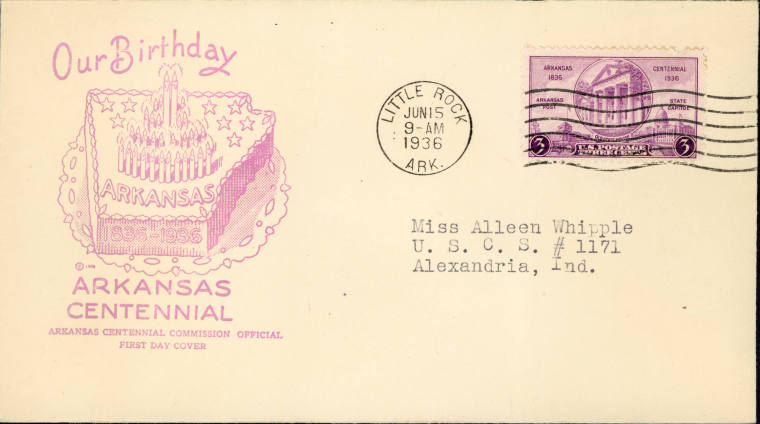 Our Birthday
ARKANSAS
1836-1936
ARKANSAS
CENTENNIAL
ARKANSAS CENTENNIAL COMMISSION OFFICIAL
FIRST DAY COVER
LITTLE ROCK
JUN 15
9-AM
1936
ARK.
ARKANSAS
1836
CENTENNIAL
1936
ARKANSAS
POST
STATE
CAPITOL
3
U.S. POSTAGE
3
Miss Alleen Whipple
U. S. C. S. # 1171
Alexandria, Ind.